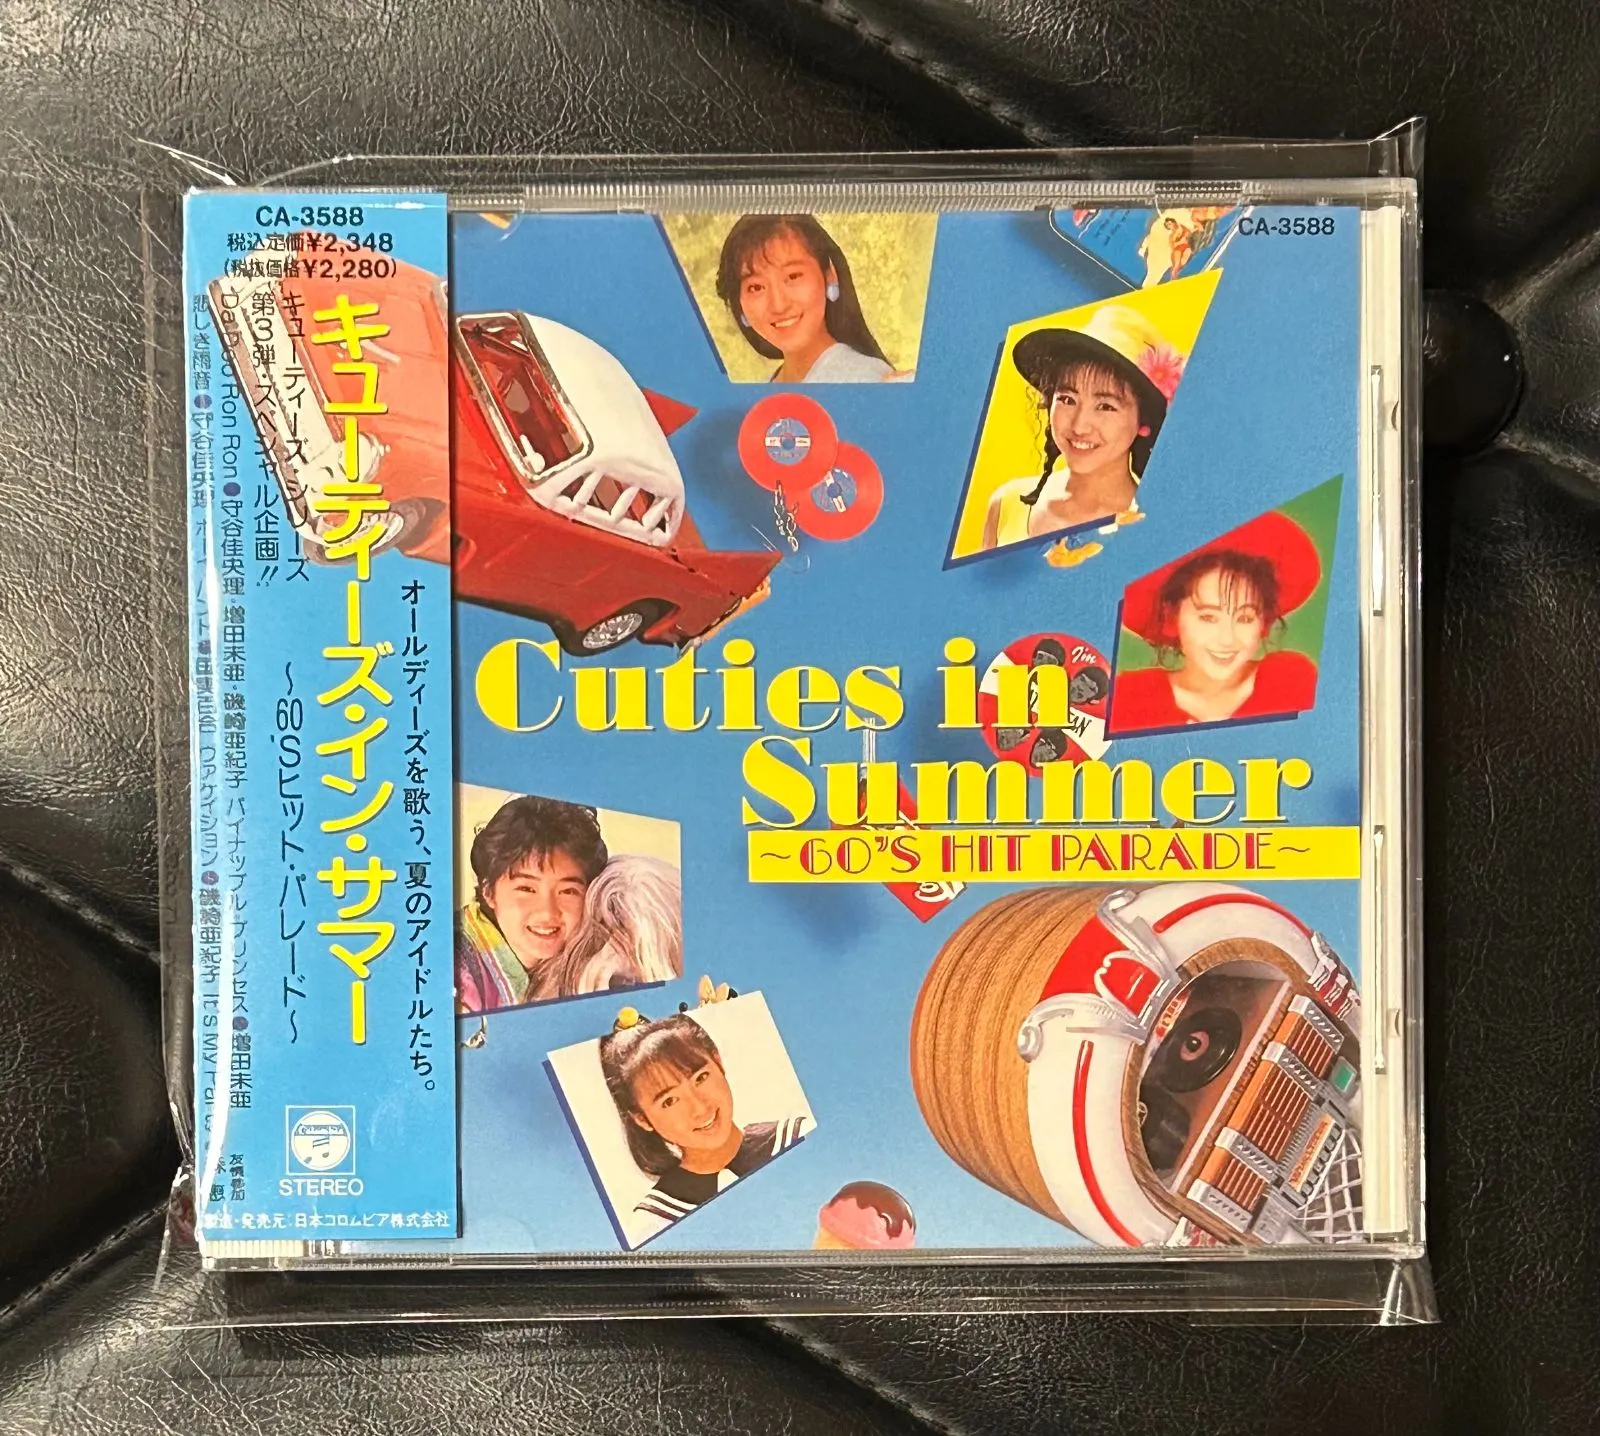 CA-3588
税込定価¥2,348
(税抜価格¥2,280)
オールディーズを歌う、夏のアイドルたち。
キューティーズ・イン・サマー
〜60'Sヒット・パレード〜
キューティーズ・シリーズ
第3弾・スペシャル企画!!
Da Doo Ron Ron●守谷佳央理・増田未亜・磯崎亜紀子 パイナップル・プリンセス●増田未亜
悲しき雨音●守谷佳央理 ボーイ・ハント● ヴァケイション●磯崎亜紀子 It's My
友情参加
STEREO
製造・発売元:日本コロムビア株式会社
CA-3588
Cuties in
Summer
~60'S HIT PARADE~